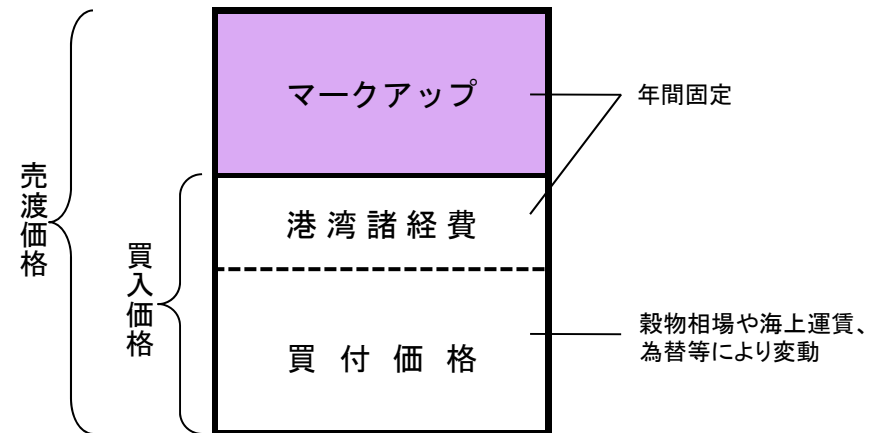 マークアップ
年間固定
売渡価格
港湾諸経費
買入価格
買付価格
穀物相場や海上運賃、
為替等により変動